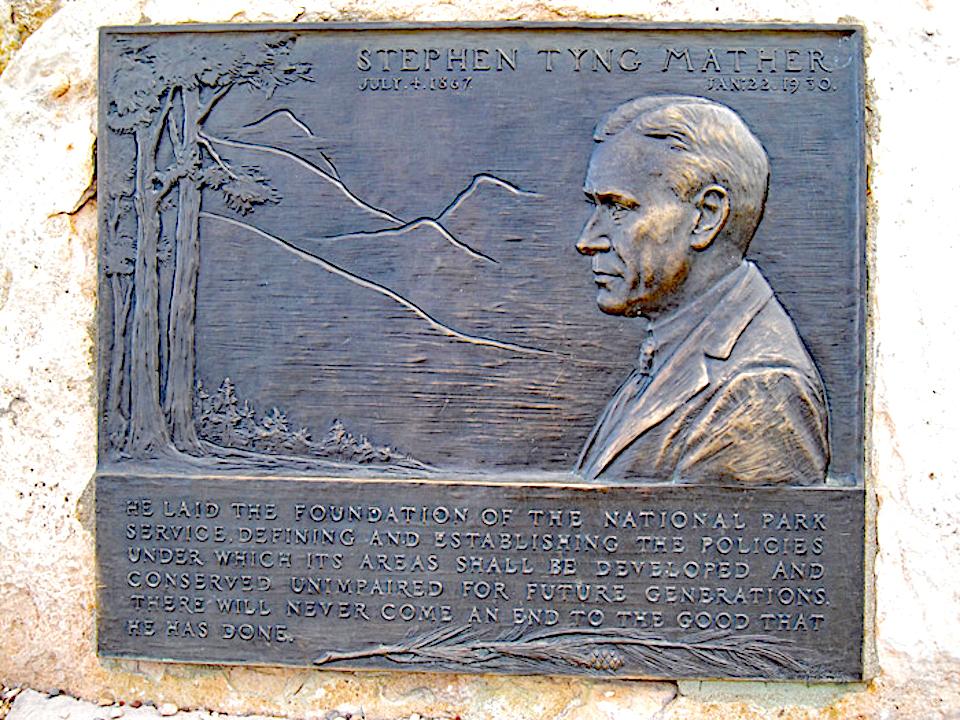 STEPHEN TYNG MATHER
JULY.4.1867. JAN.22.1930.
HE LAID THE FOUNDATION OF THE NATIONAL PARK
SERVICE, DEFINING AND ESTABLISHING THE POLICIES
UNDER WHICH ITS AREAS SHALL BE DEVELOPED AND
CONSERVED UNIMPAIRED FOR FUTURE GENERATIONS.
THERE WILL NEVER COME AN END TO THE GOOD THAT
HE HAS DONE.